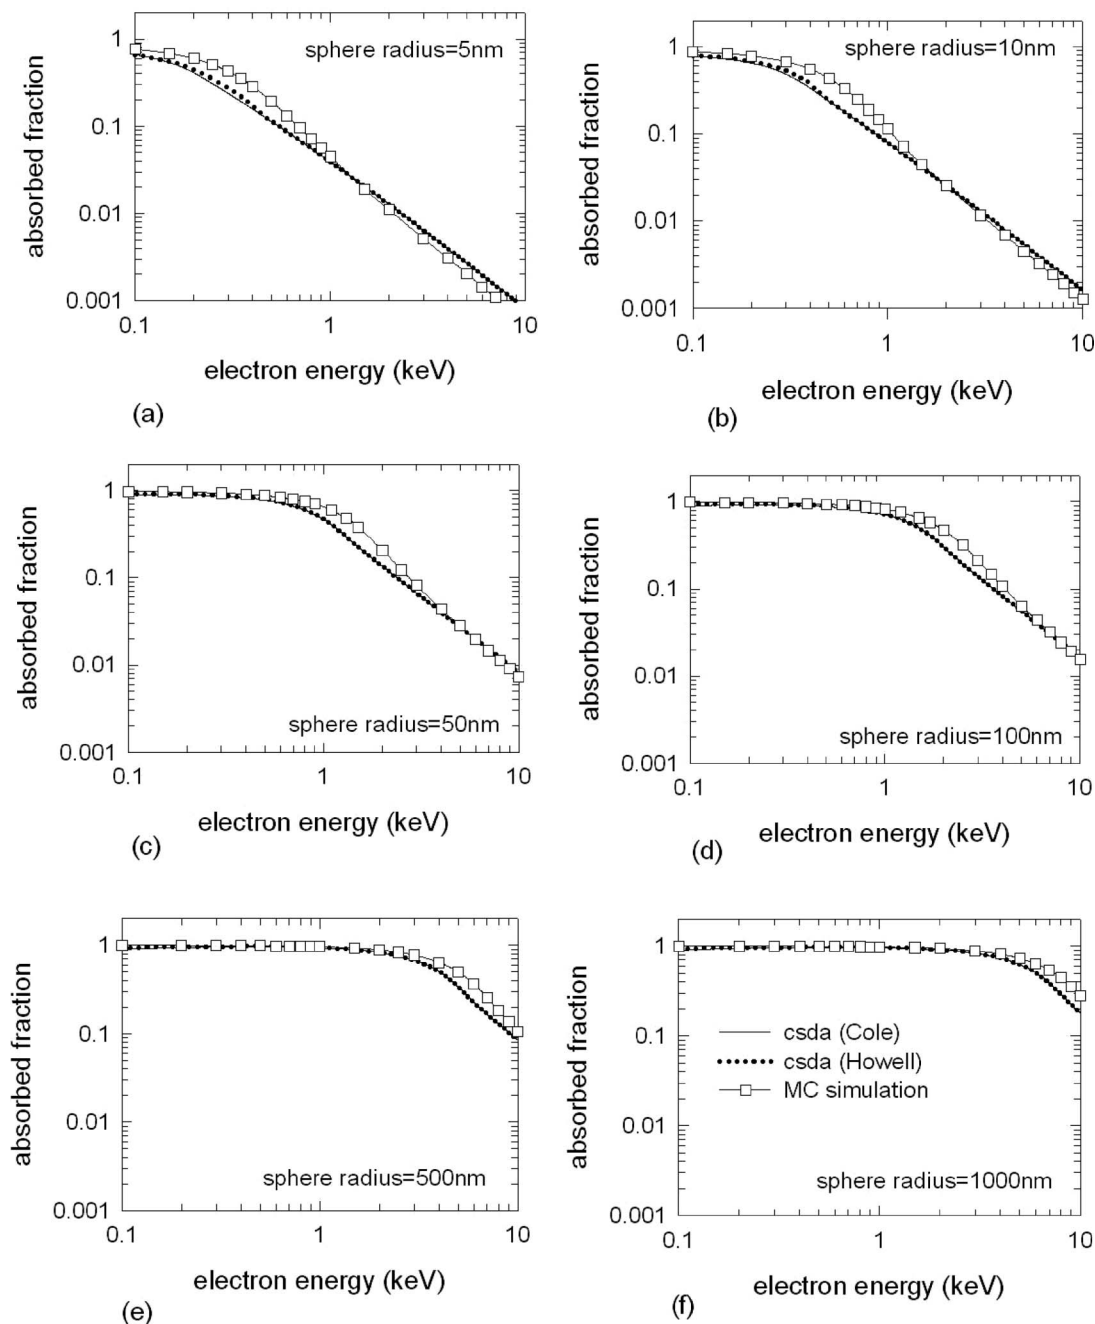 sphere radius=5nm
1
0.1
0.01
0.001
absorbed fraction
0.1
1
10
electron energy (keV)
(a)
sphere radius=10nm
1
0.1
0.01
0.001
absorbed fraction
0.1
1
10
electron energy (keV)
(b)
1
0.1
0.01
0.001
absorbed fraction
sphere radius=50nm
0.1
1
10
electron energy (keV)
(c)
1
0.1
0.01
0.001
absorbed fraction
sphere radius=100nm
0.1
1
10
electron energy (keV)
(d)
1
0.1
0.01
0.001
absorbed fraction
sphere radius=500nm
0.1
1
10
electron energy (keV)
(e)
1
0.1
0.01
0.001
absorbed fraction
csda (Cole)
csda (Howell)
MC simulation
sphere radius=1000nm
0.1
1
10
electron energy (keV)
(f)